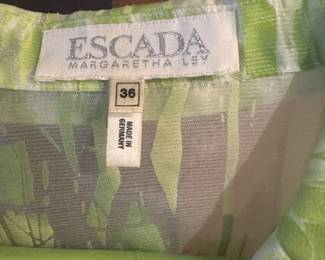 ESCADA
MARGARETHA LEY
36
MADE IN
GERMANY